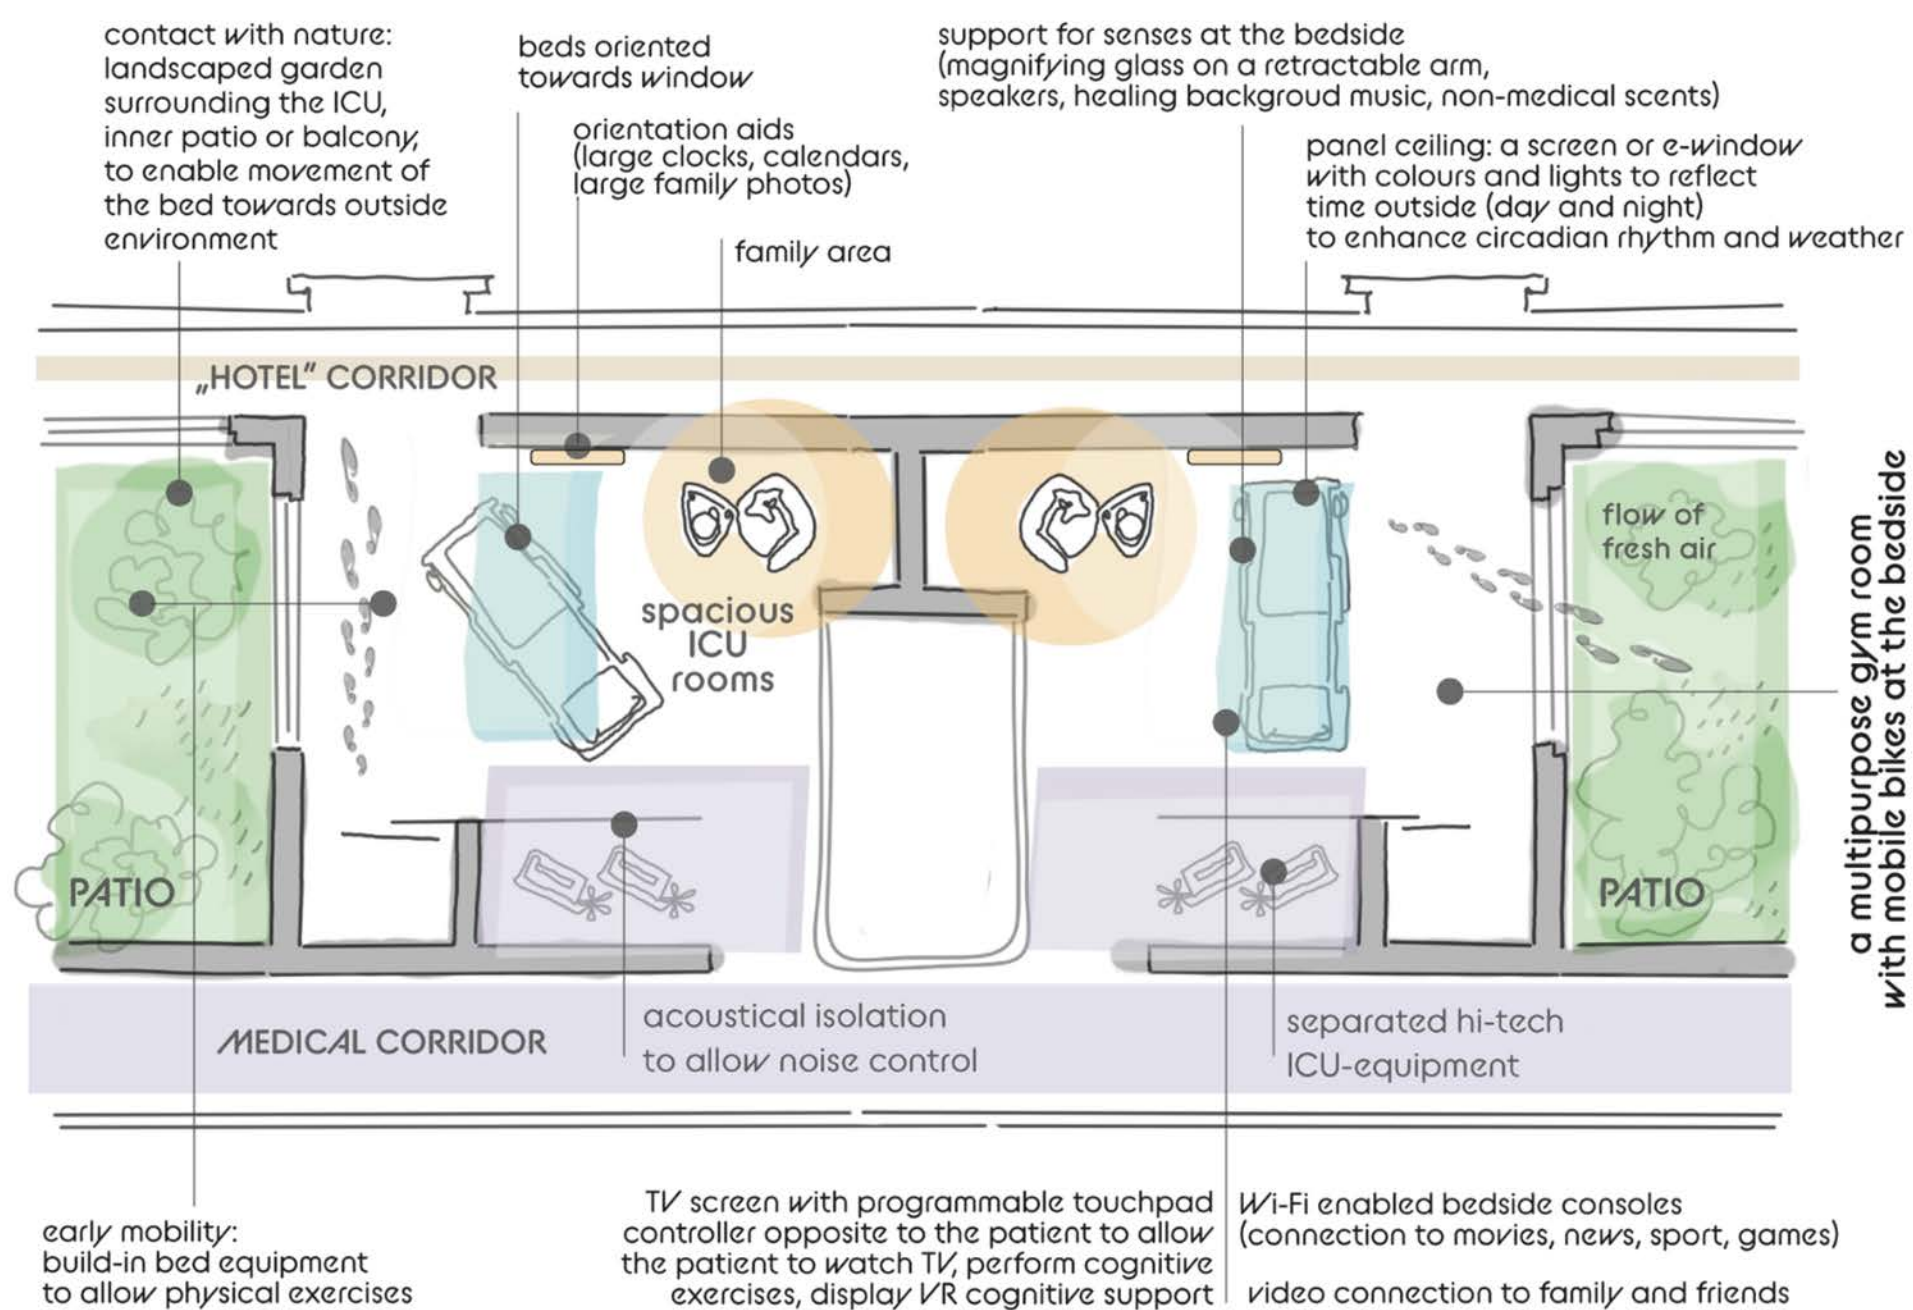 contact with nature:
landscaped garden
surrounding the ICU,
inner patio or balcony,
to enable movement of
the bed towards outside
environment
beds oriented
towards window
orientation aids
(large clocks, calendars,
large family photos)
family area
support for senses at the bedside
(magnifying glass on a retractable arm,
speakers, healing backgroud music, non-medical scents)
panel ceiling: a screen or e-window
with colours and lights to reflect
time outside (day and night)
to enhance circadian rhythm and weather
„HOTEL” CORRIDOR
spacious
ICU
rooms
flow of
fresh air
a multipurpose gym room
with mobile bikes at the bedside
PATIO
PATIO
MEDICAL CORRIDOR
acoustical isolation
to allow noise control
separated hi-tech
ICU-equipment
early mobility:
build-in bed equipment
to allow physical exercises
TV screen with programmable touchpad
controller opposite to the patient to allow
the patient to watch TV, perform cognitive
exercises, display VR cognitive support
Wi-Fi enabled bedside consoles
(connection to movies, news, sport, games)
video connection to family and friends